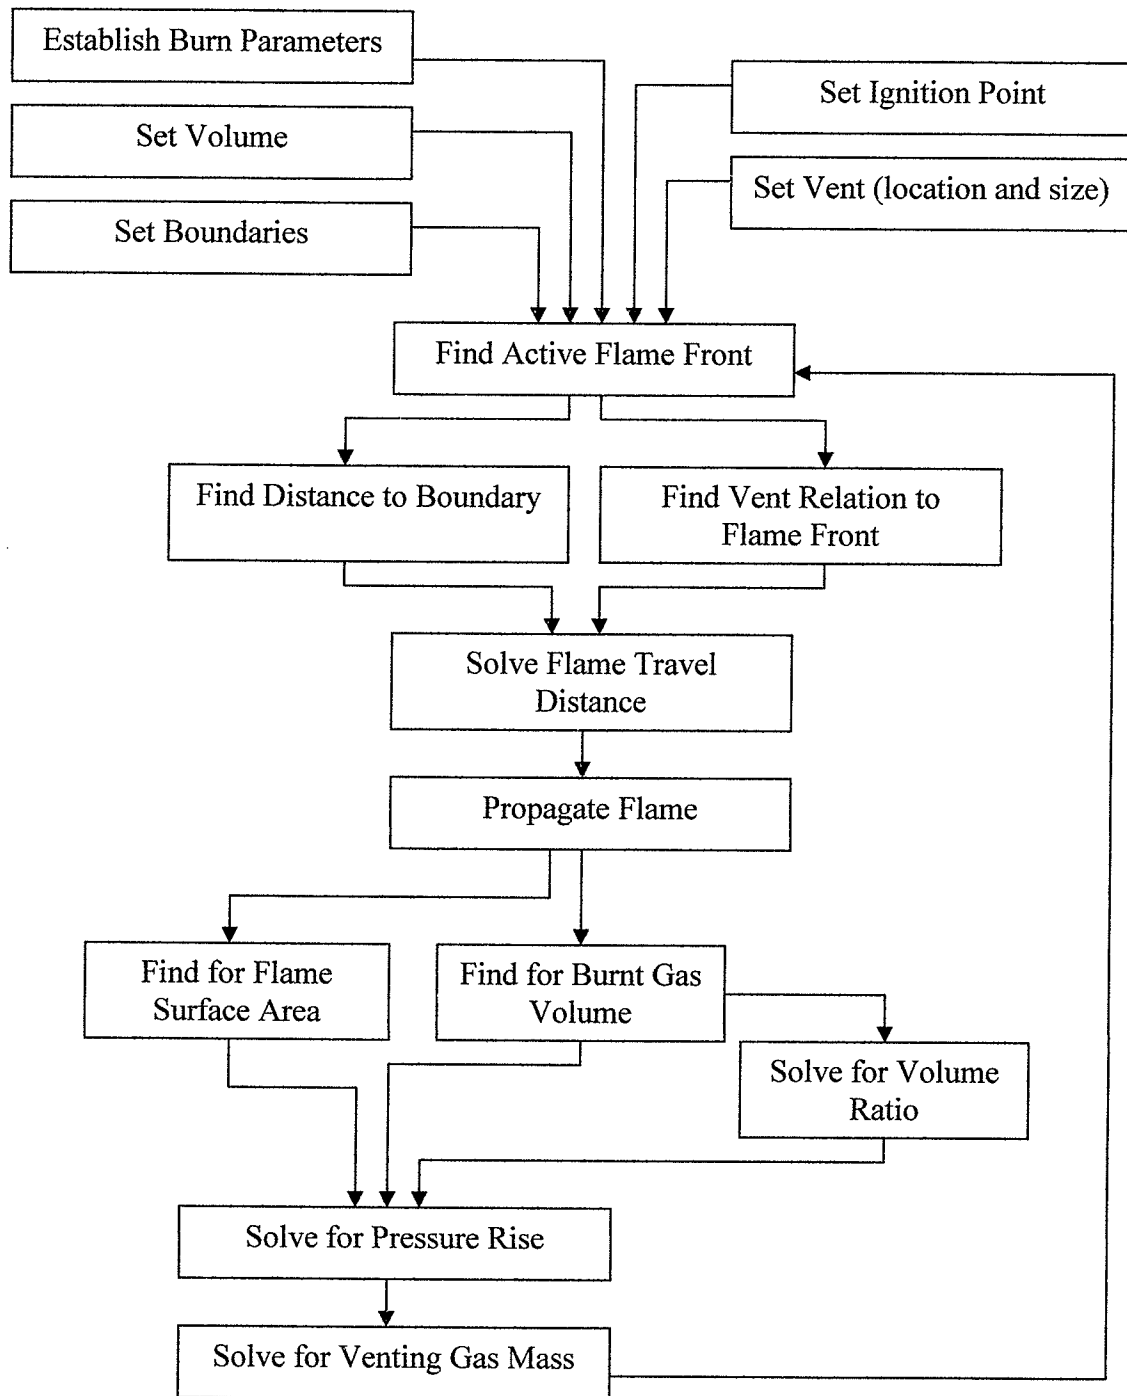 Establish Burn Parameters
Set Volume
Set Boundaries
Set Ignition Point
Set Vent (location and size)
Find Active Flame Front
Find Distance to Boundary
Find Vent Relation to
Flame Front
Solve Flame Travel
Distance
Propagate Flame
Find for Flame
Surface Area
Find for Burnt Gas
Volume
Solve for Volume
Ratio
Solve for Pressure Rise
Solve for Venting Gas Mass